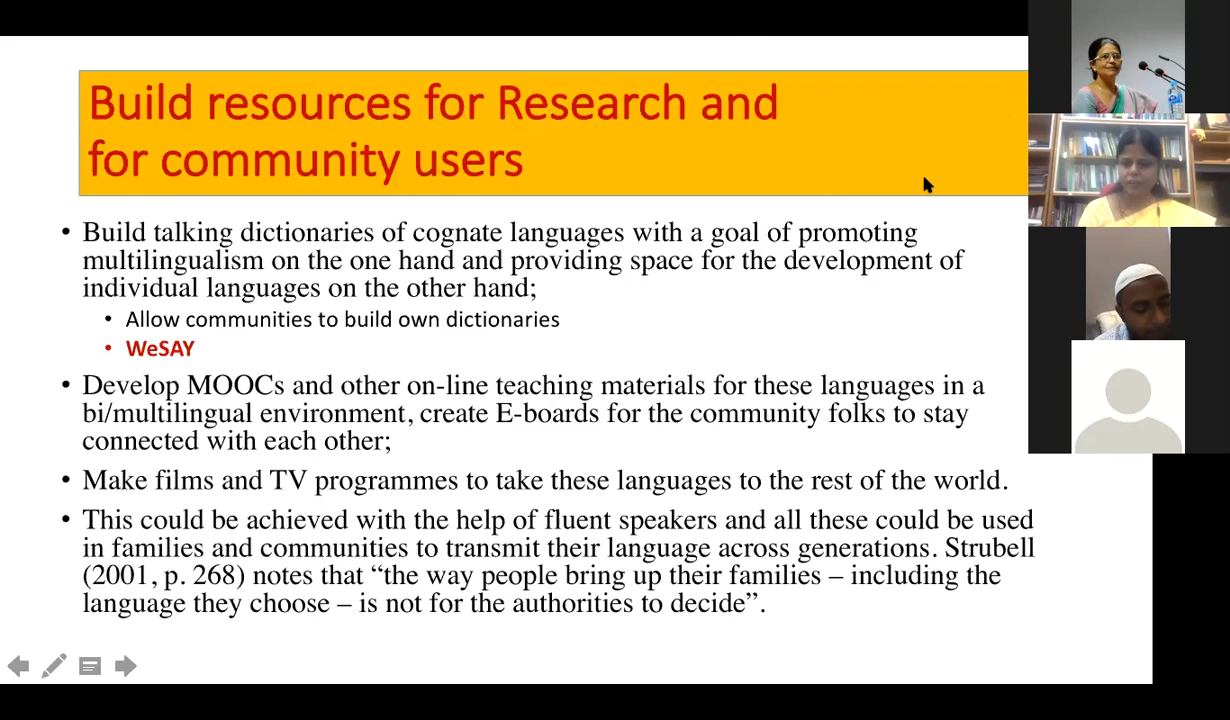 Build resources for Research and
for community users
• Build talking dictionaries of cognate languages with a goal of promoting
multilingualism on the one hand and providing space for the development of
individual languages on the other hand;
• Allow communities to build own dictionaries
• WeSAY
• Develop MOOCs and other on-line teaching materials for these languages in a
bi/multilingual environment, create E-boards for the community folks to stay
connected with each other;
• Make films and TV programmes to take these languages to the rest of the world.
• This could be achieved with the help of fluent speakers and all these could be used
in families and communities to transmit their language across generations. Strubell
(2001, p. 268) notes that “the way people bring up their families – including the
language they choose – is not for the authorities to decide”.